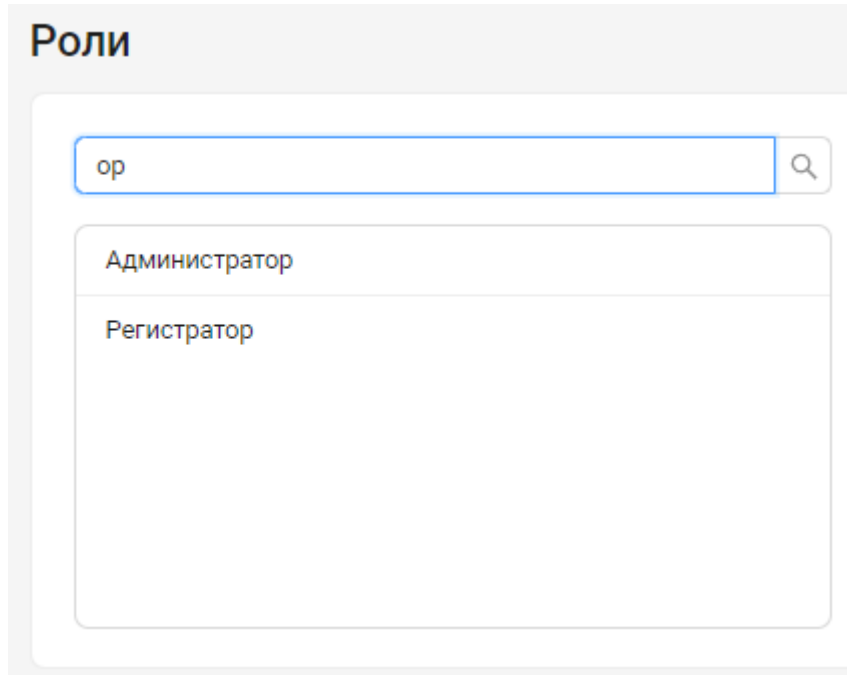 Роли
ор
Администратор
Регистратор